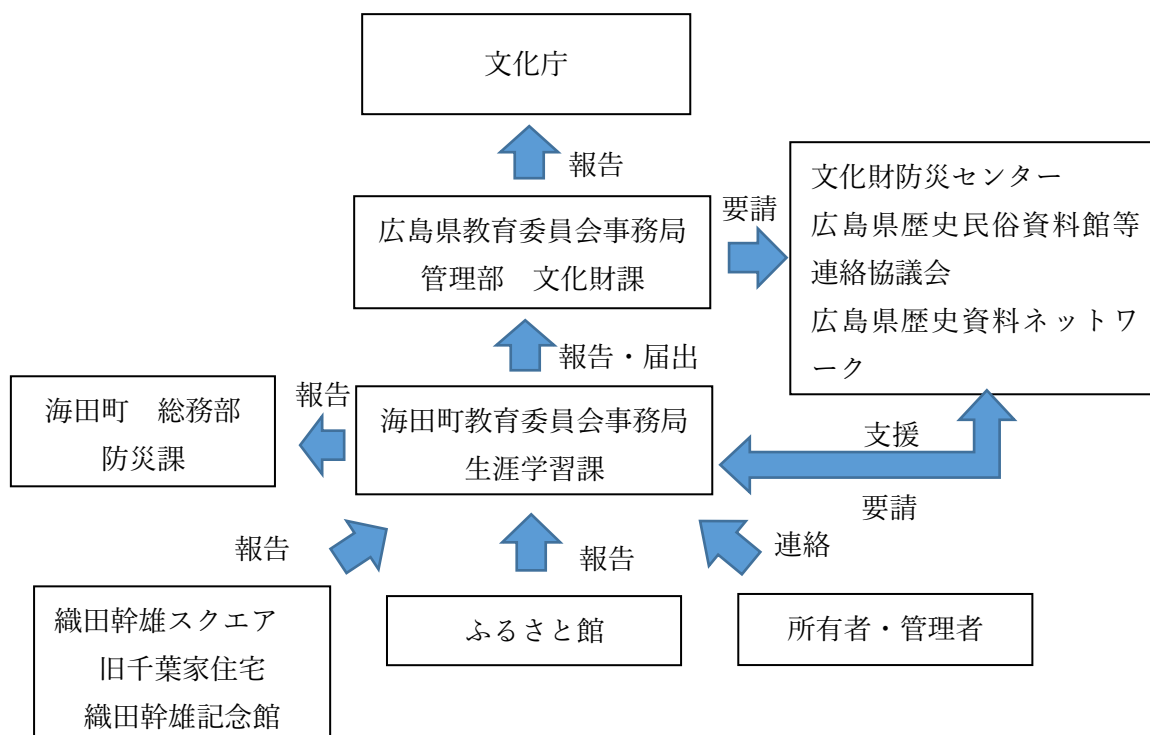 文化庁
報告
広島県教育委員会事務局
管理部　文化財課
要請
文化財防災センター
広島県歴史民俗資料館等
連絡協議会
広島県歴史資料ネットワ
ーク
報告・届出
海田町　総務部
防災課
報告
海田町教育委員会事務局
生涯学習課
支援
要請
報告
報告
連絡
織田幹雄スクエア
旧千葉家住宅
織田幹雄記念館
ふるさと館
所有者・管理者